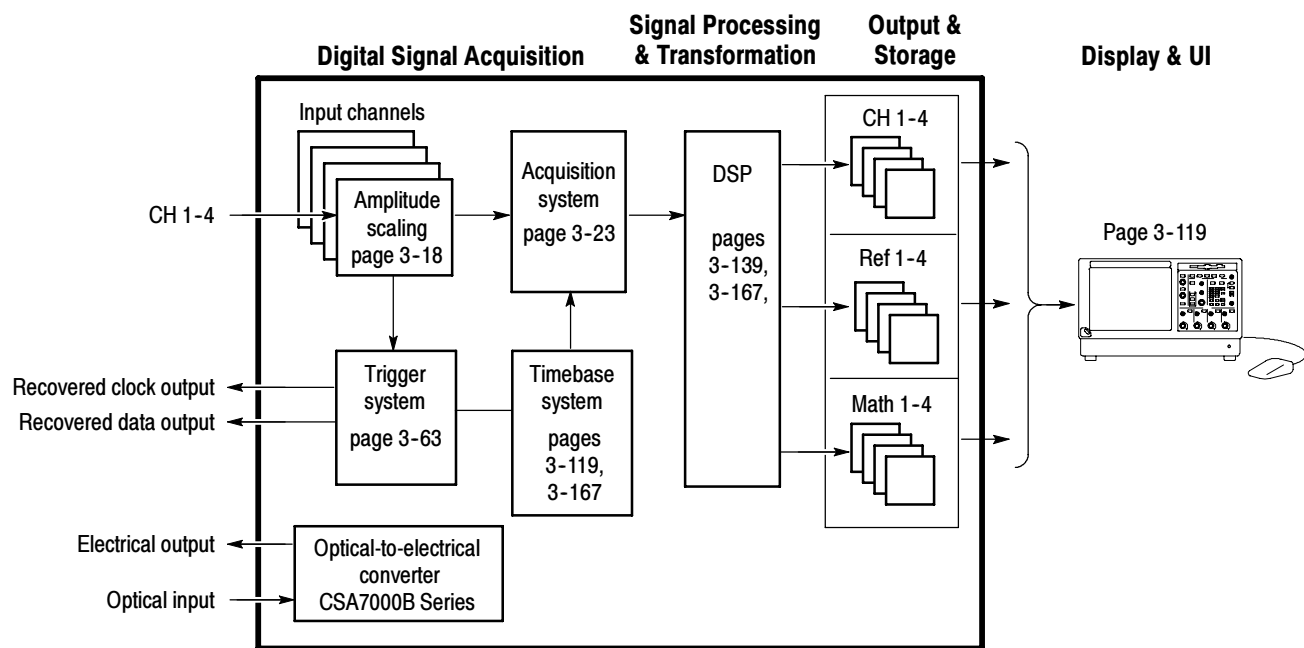 Digital Signal Acquisition
Signal Processing
& Transformation
Output &
Storage
Display & UI
Input channels
CH 1-4
Amplitude
scaling
page 3-18
Acquisition
system
page 3-23
DSP
pages
3-139,
3-167,
CH 1-4
Ref 1-4
Math 1-4
Page 3-119
Recovered clock output
Recovered data output
Trigger
system
page 3-63
Timebase
system
pages
3-119,
3-167
Electrical output
Optical input
Optical-to-electrical
converter
CSA7000B Series